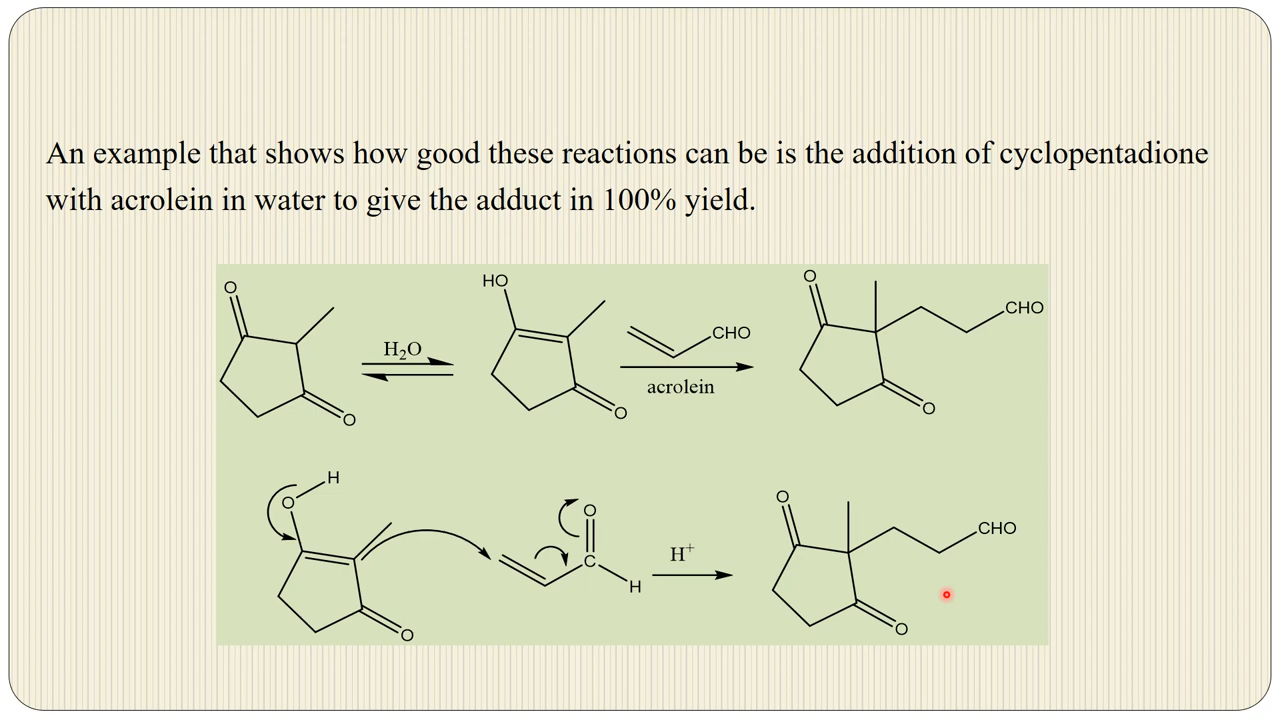 An example that shows how good these reactions can be is the addition of cyclopentadione
with acrolein in water to give the adduct in 100% yield.
O
O
H₂O
HO
O
CHO
acrolein
O
CHO
O
H
O
O
O
C
H
H⁺
O
CHO
O